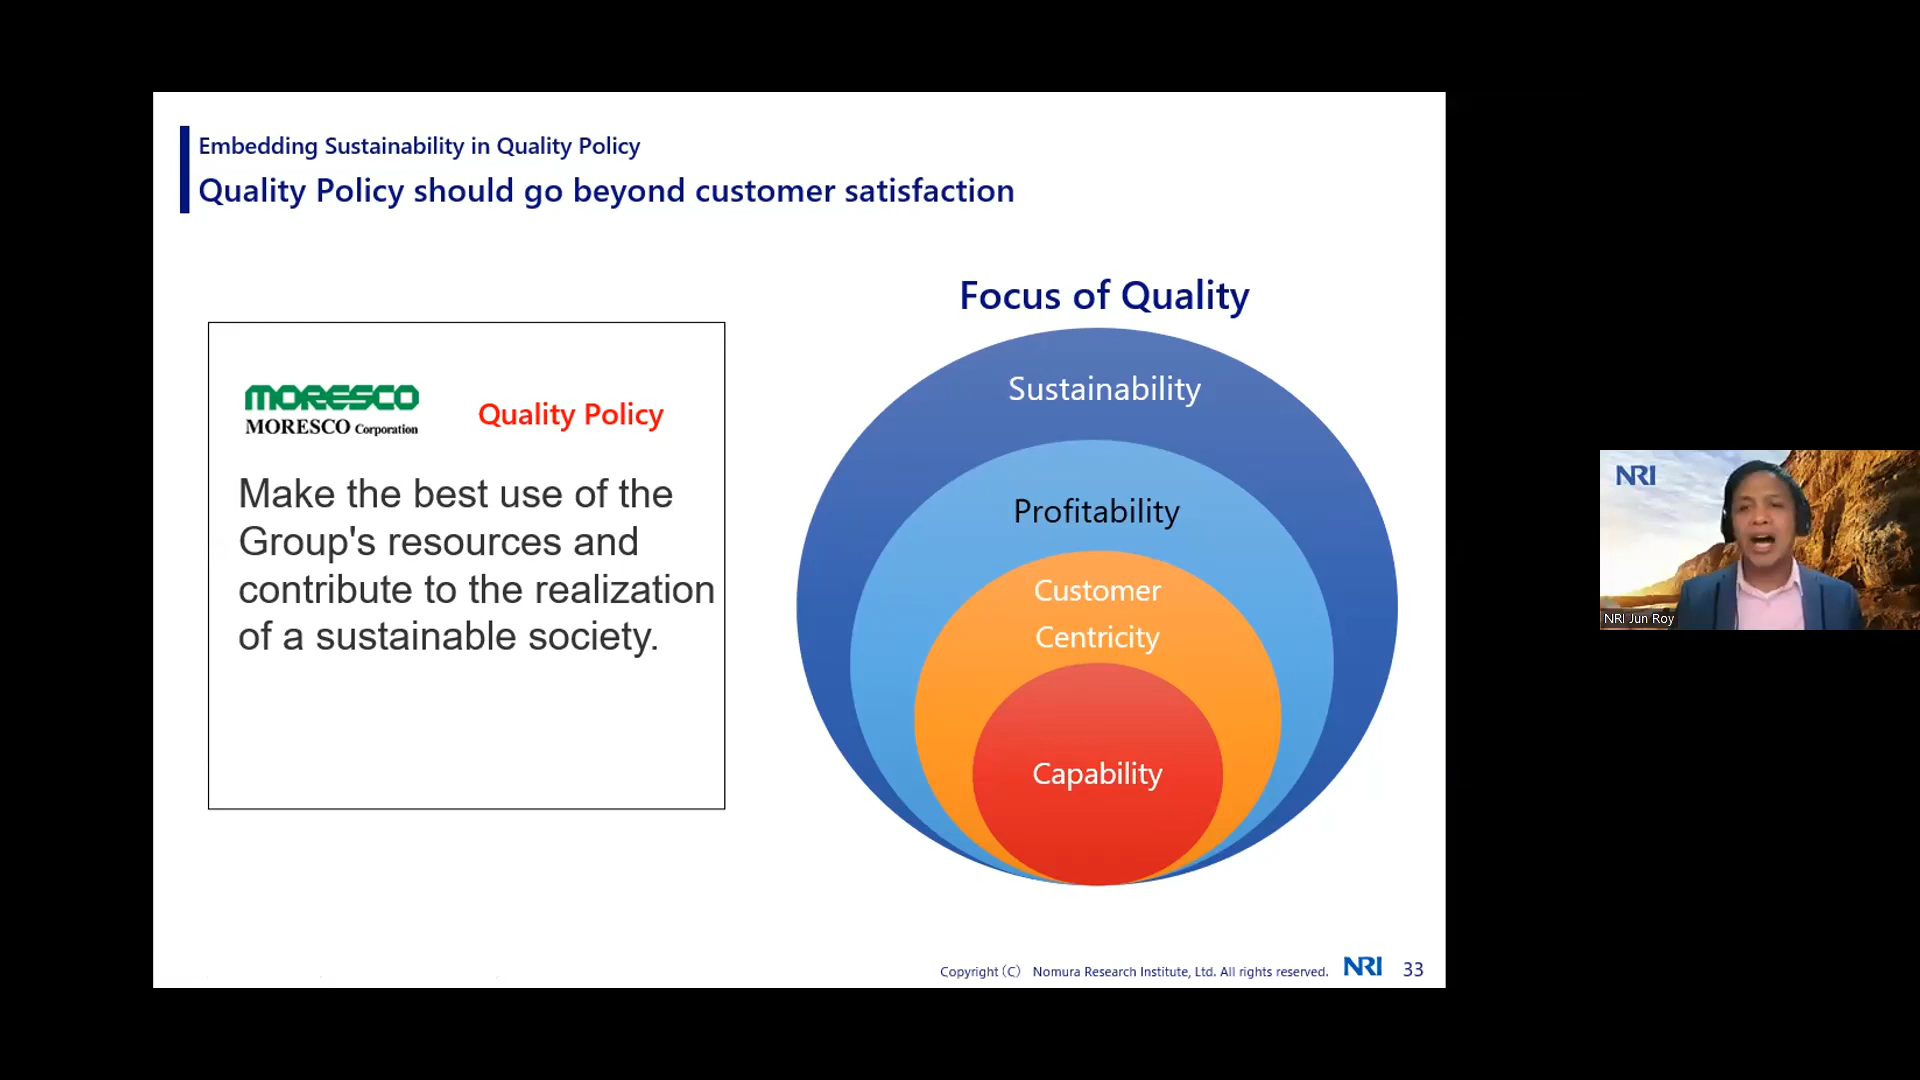 Embedding Sustainability in Quality Policy
Quality Policy should go beyond customer satisfaction
MORESCO
MORESCO Corporation
Quality Policy
Make the best use of the
Group's resources and
contribute to the realization
of a sustainable society.
Focus of Quality
Sustainability
Profitability
Customer
Centricity
Capability
Copyright (C) Nomura Research Institute, Ltd. All rights reserved.
NRI
33
NRI
NRI Jun Roy